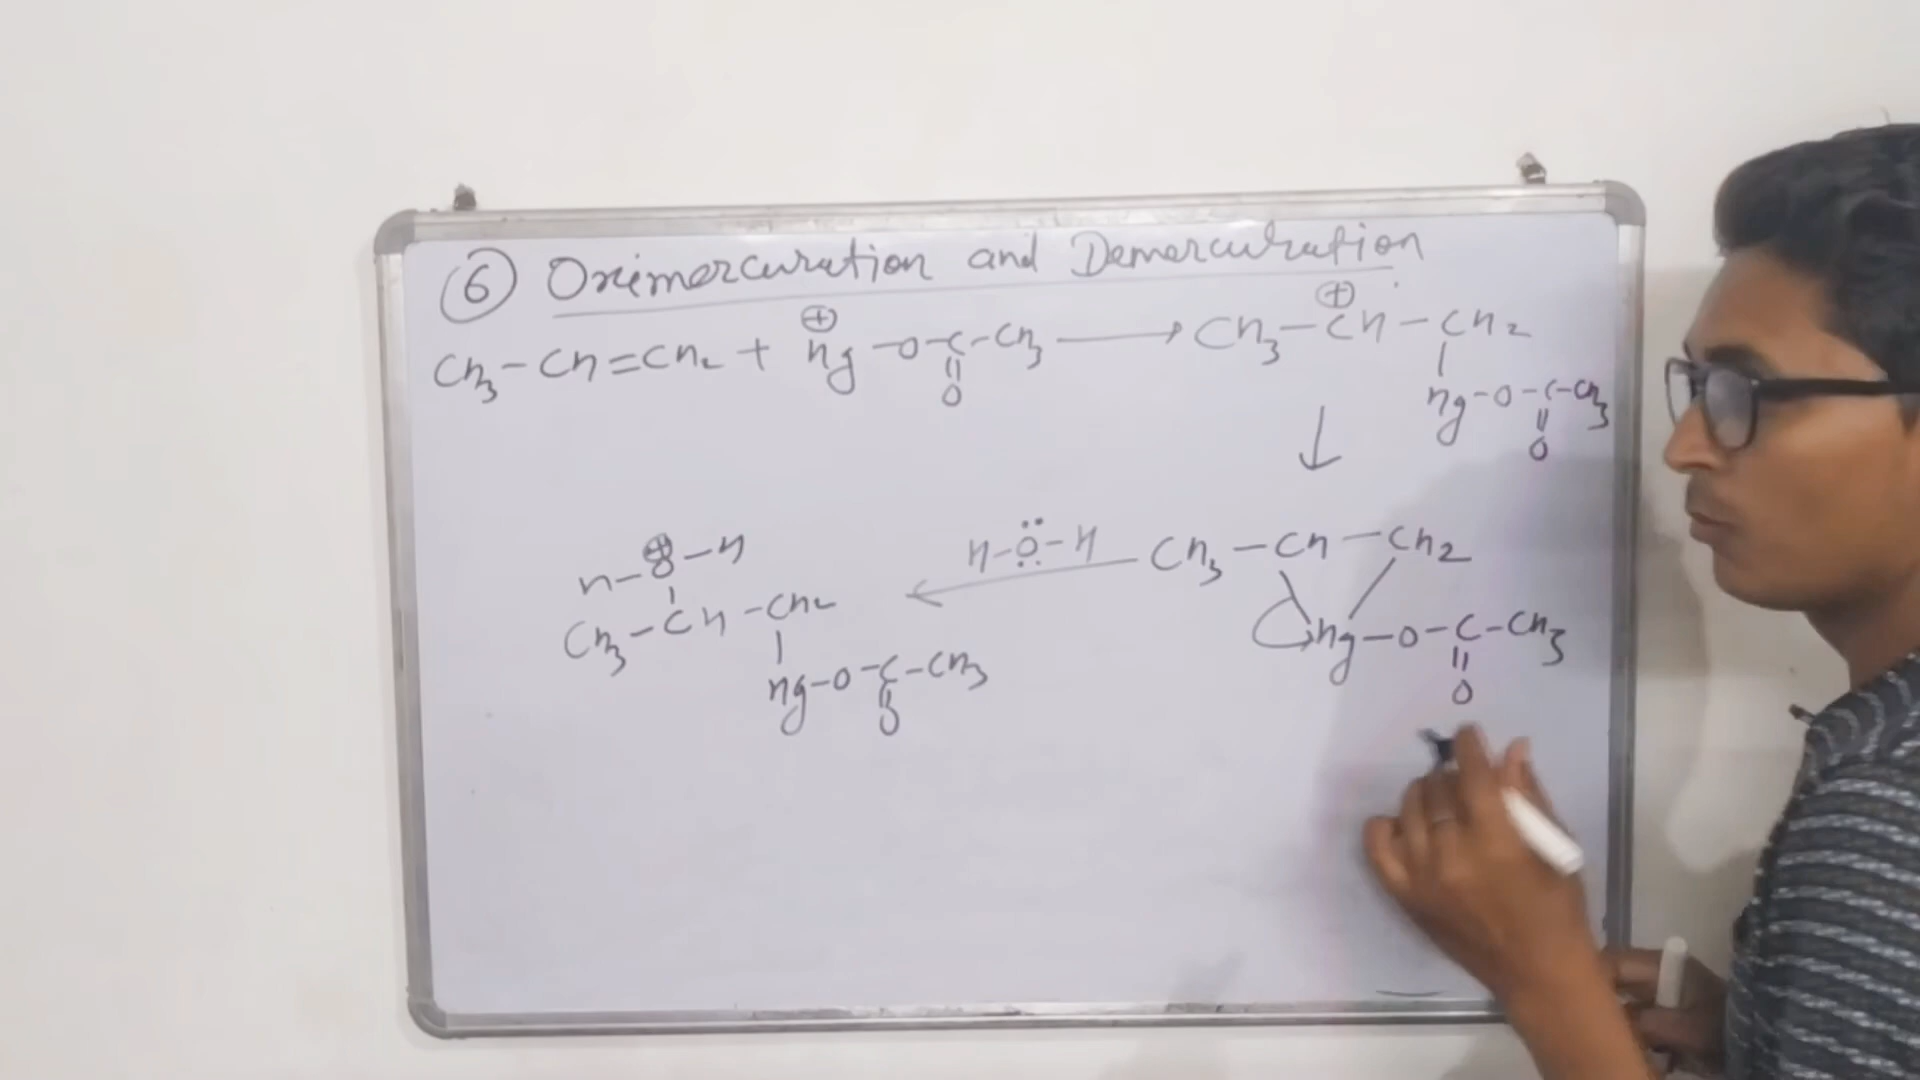 ⑥ Oximercuration and Demercuration
CH3-CH=CH2 + ⊕Hg-O-C-CH3 ⟶ CH3-⊕CH-CH2
||
O
|
Hg-O-C-CH3
||
O
↓
H-Ö-H
CH3-CH-CH2
Hg-O-C-CH3
||
O
⟵
H-⊕O-H
|
CH3-CH-CH2
|
Hg-O-C-CH3
||
O